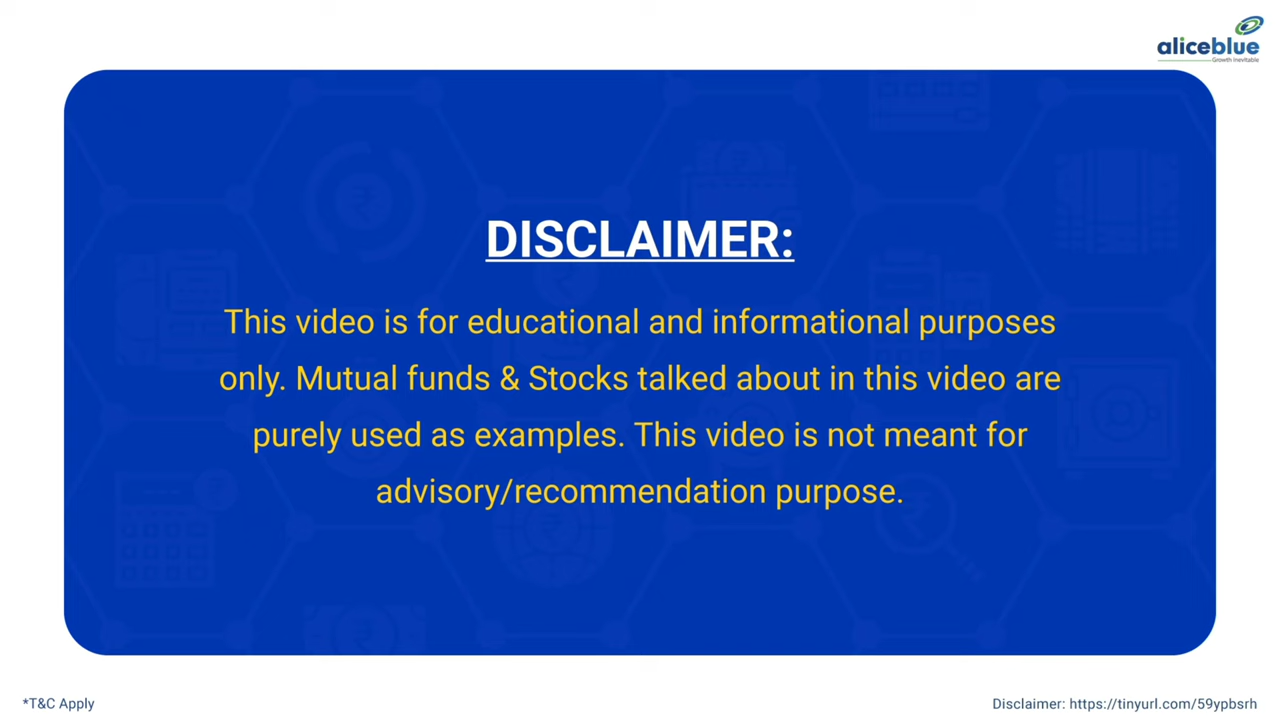 aliceblue
Growth Inevitable
DISCLAIMER:
This video is for educational and informational purposes
only. Mutual funds & Stocks talked about in this video are
purely used as examples. This video is not meant for
advisory/recommendation purpose.
*T&C Apply
Disclaimer: https://tinyurl.com/59ypbsrh